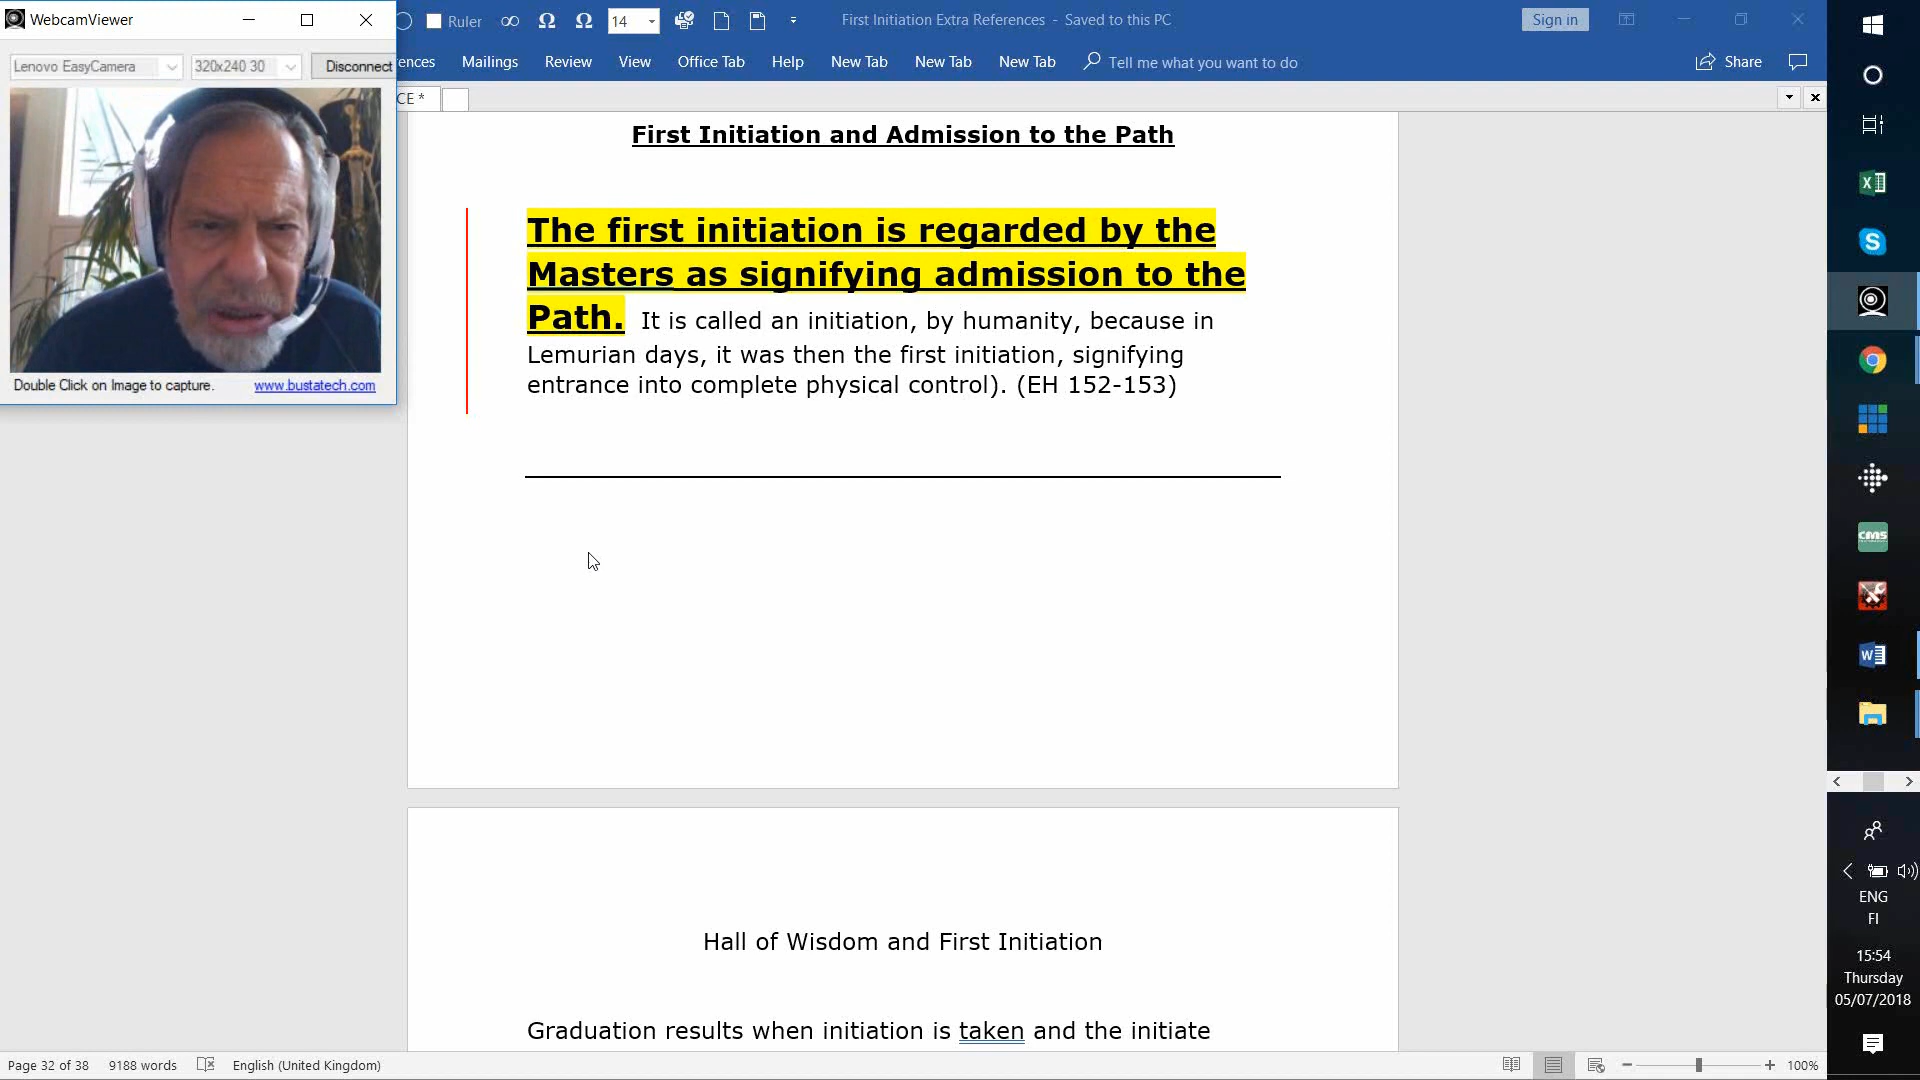 WebcamViewer
Ruler
14
First Initiation Extra References - Saved to this PC
Sign in
Lenovo EasyCamera
320x240 30
Disconnect
ences
Mailings
Review
View
Office Tab
Help
New Tab
New Tab
New Tab
Tell me what you want to do
Share
CE *
Double Click on Image to capture.
www.bustatech.com
First Initiation and Admission to the Path
The first initiation is regarded by the
Masters as signifying admission to the
Path. It is called an initiation, by humanity, because in
Lemurian days, it was then the first initiation, signifying
entrance into complete physical control). (EH 152-153)
Hall of Wisdom and First Initiation
Graduation results when initiation is taken and the initiate
Page 32 of 38
9188 words
English (United Kingdom)
100%
CMS
ENG
FI
15:54
Thursday
05/07/2018